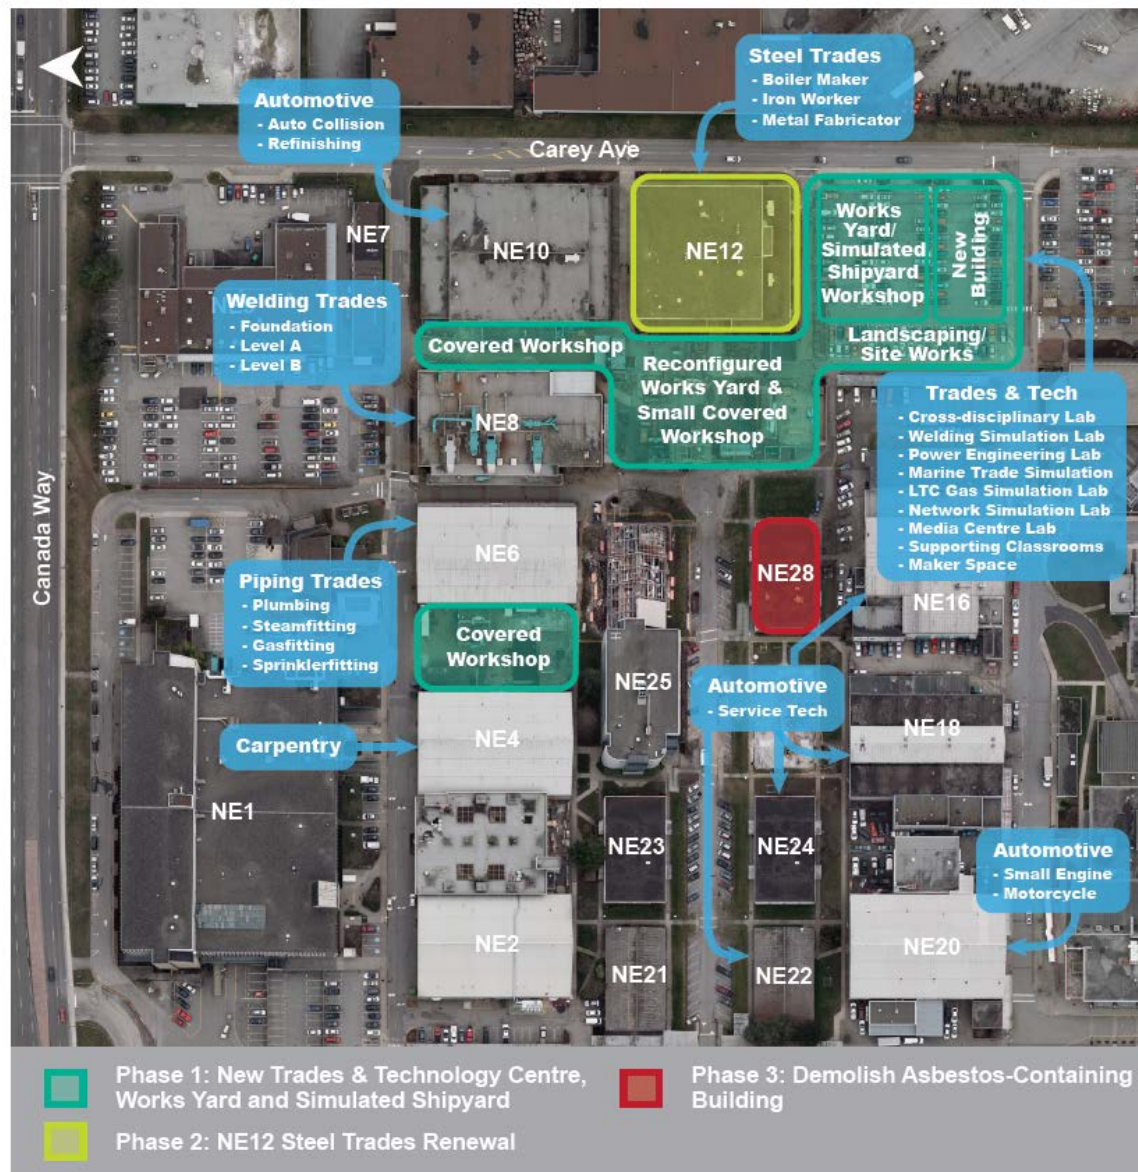 Steel Trades
- Boiler Maker
- Iron Worker
- Metal Fabricator
Automotive
- Auto Collision
- Refinishing
Carey Ave
NE7
NE10
NE12
Works
Yard/
Simulated
Shipyard
Workshop
New
Building
Welding Trades
- Foundation
- Level A
- Level B
Covered Workshop
Landscaping/
Site Works
Reconfigured
Works Yard &
Small Covered
Workshop
NE8
Trades & Tech
- Cross-disciplinary Lab
- Welding Simulation Lab
- Power Engineering Lab
- Marine Trade Simulation
- LTC Gas Simulation Lab
- Network Simulation Lab
- Media Centre Lab
- Supporting Classrooms
- Maker Space
Canada Way
NE6
Piping Trades
- Plumbing
- Steamfitting
- Gasfitting
- Sprinklerfitting
NE28
NE16
Covered
Workshop
NE25
Automotive
- Service Tech
NE18
Carpentry
NE4
NE1
NE23
NE24
Automotive
- Small Engine
- Motorcycle
NE2
NE21
NE22
NE20
Phase 1: New Trades & Technology Centre,
Works Yard and Simulated Shipyard
Phase 2: NE12 Steel Trades Renewal
Phase 3: Demolish Asbestos-Containing
Building